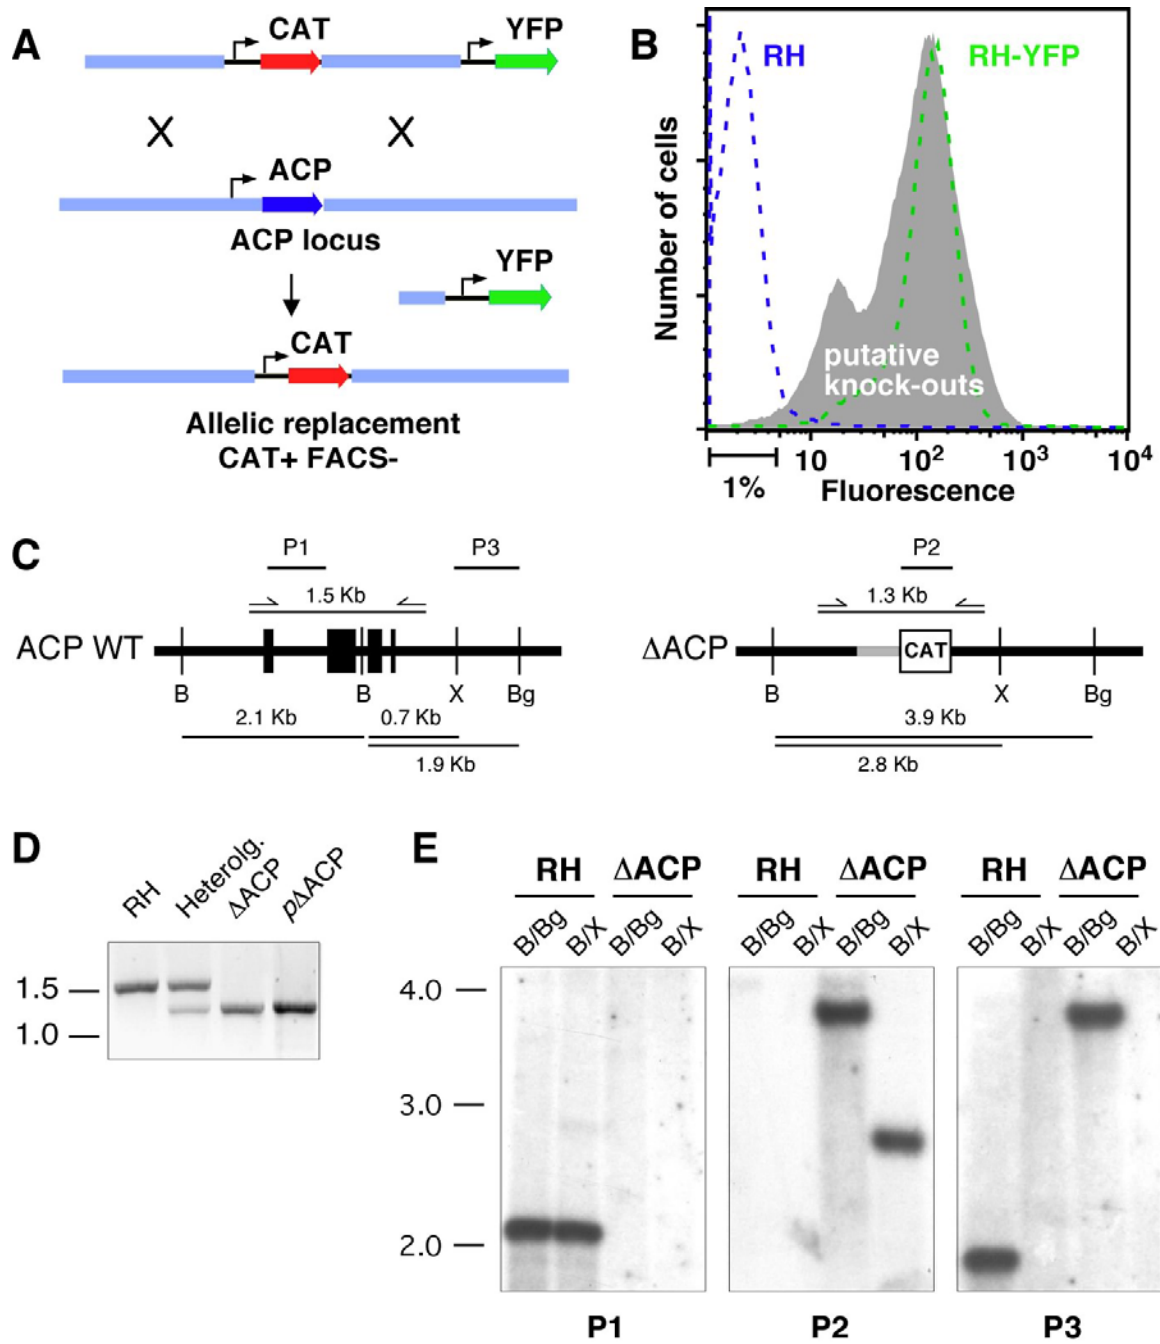 A
CAT
YFP
X
X
ACP
ACP locus
YFP
CAT
Allelic replacement
CAT+ FACS-
B
RH
RH-YFP
Number of cells
putative
knock-outs
10
10²
10³
10⁴
1%
Fluorescence
C
P1
P3
1.5 Kb
ACP WT
B
B
X
Bg
2.1 Kb
0.7 Kb
1.9 Kb
P2
1.3 Kb
ΔACP
CAT
B
X
Bg
3.9 Kb
2.8 Kb
D
RH
Heterolg.
ΔACP
pΔACP
1.5
1.0
E
RH
ΔACP
RH
ΔACP
RH
ΔACP
B/Bg
B/X
B/Bg
B/X
B/Bg
B/X
B/Bg
B/X
B/Bg
B/X
B/Bg
B/X
4.0
3.0
2.0
P1
P2
P3